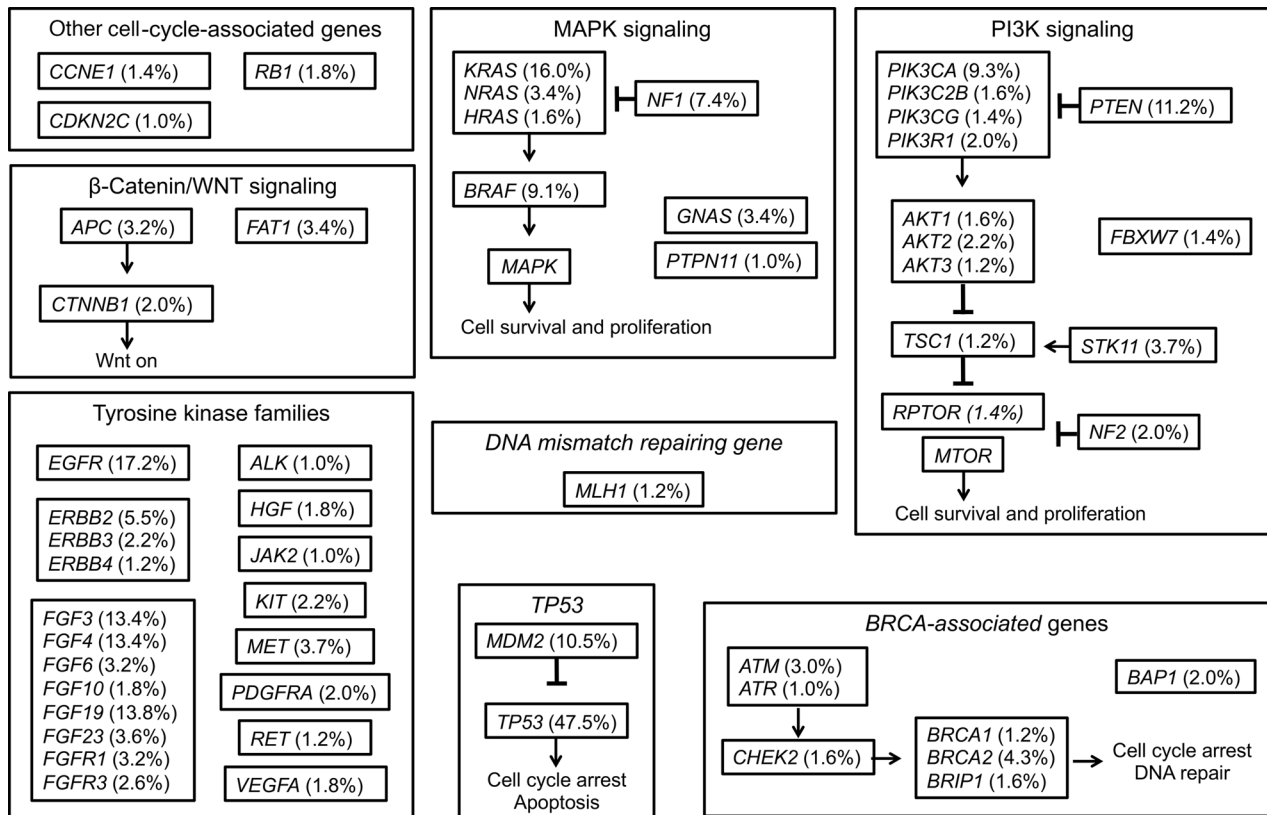 Other cell-cycle-associated genes
CCNE1 (1.4%)
RB1 (1.8%)
CDKN2C (1.0%)
β-Catenin/WNT signaling
APC (3.2%)
FAT1 (3.4%)
CTNNB1 (2.0%)
Wnt on
Tyrosine kinase families
EGFR (17.2%)
ERBB2 (5.5%)
ERBB3 (2.2%)
ERBB4 (1.2%)
FGF3 (13.4%)
FGF4 (13.4%)
FGF6 (3.2%)
FGF10 (1.8%)
FGF19 (13.8%)
FGF23 (3.6%)
FGFR1 (3.2%)
FGFR3 (2.6%)
ALK (1.0%)
HGF (1.8%)
JAK2 (1.0%)
KIT (2.2%)
MET (3.7%)
PDGFRA (2.0%)
RET (1.2%)
VEGFA (1.8%)
MAPK signaling
KRAS (16.0%)
NRAS (3.4%)
HRAS (1.6%)
NF1 (7.4%)
BRAF (9.1%)
GNAS (3.4%)
PTPN11 (1.0%)
MAPK
Cell survival and proliferation
DNA mismatch repairing gene
MLH1 (1.2%)
TP53
MDM2 (10.5%)
TP53 (47.5%)
Cell cycle arrest
Apoptosis
PI3K signaling
PIK3CA (9.3%)
PIK3C2B (1.6%)
PIK3CG (1.4%)
PIK3R1 (2.0%)
PTEN (11.2%)
AKT1 (1.6%)
AKT2 (2.2%)
AKT3 (1.2%)
FBXW7 (1.4%)
TSC1 (1.2%)
STK11 (3.7%)
RPTOR (1.4%)
NF2 (2.0%)
MTOR
Cell survival and proliferation
BRCA-associated genes
ATM (3.0%)
ATR (1.0%)
BAP1 (2.0%)
CHEK2 (1.6%)
BRCA1 (1.2%)
BRCA2 (4.3%)
BRIP1 (1.6%)
Cell cycle arrest
DNA repair